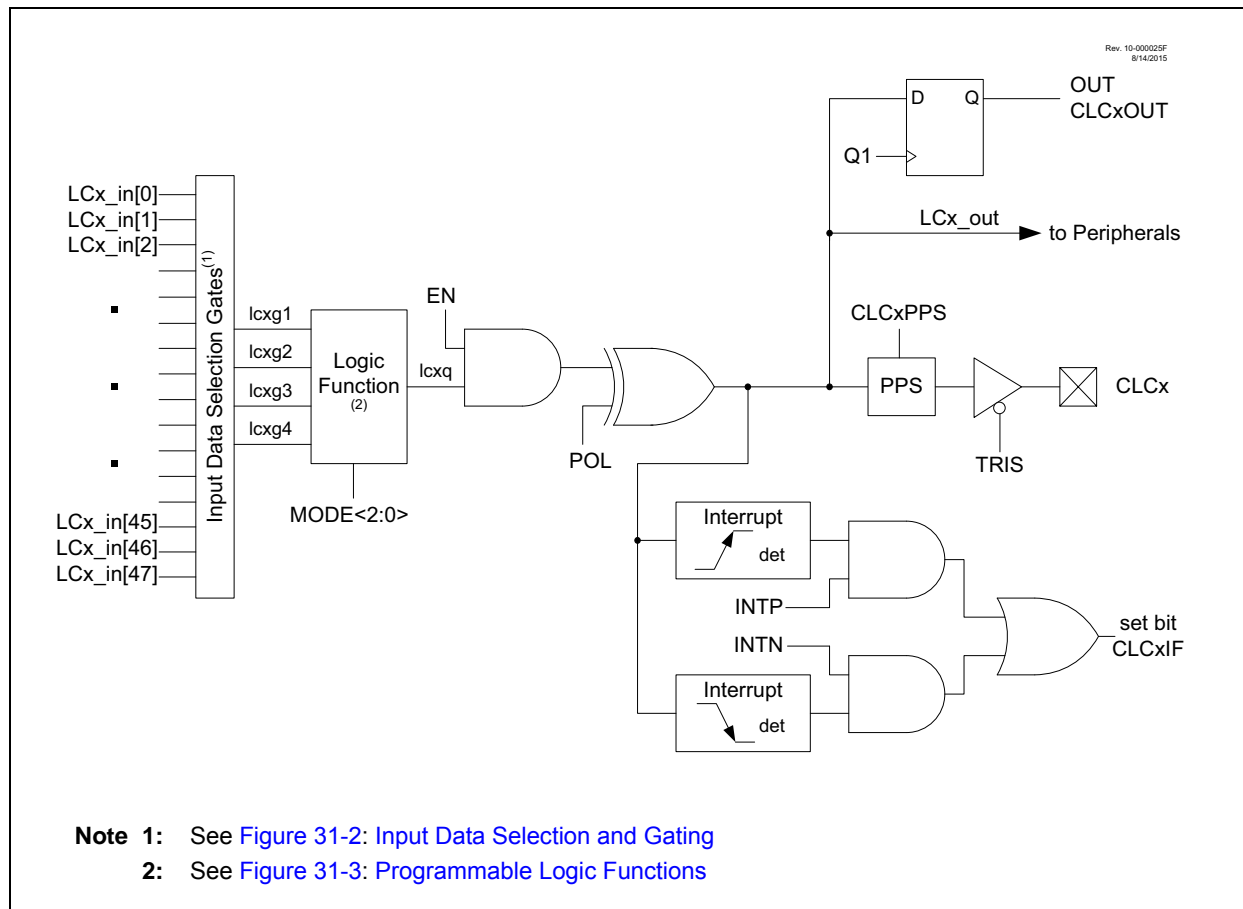 Rev. 10-000025F
8/14/2015
OUT
CLCxOUT
D
Q
Q1
LCx_out
to Peripherals
LCx_in[0]
LCx_in[1]
LCx_in[2]
LCx_in[45]
LCx_in[46]
LCx_in[47]
Input Data Selection Gates(1)
lcxg1
lcxg2
lcxg3
lcxg4
Logic
Function
(2)
MODE<2:0>
lcxq
EN
POL
CLCxPPS
PPS
TRIS
CLCx
Interrupt
det
INTP
INTN
Interrupt
det
set bit
CLCxIF
Note 1: See Figure 31-2: Input Data Selection and Gating
2: See Figure 31-3: Programmable Logic Functions